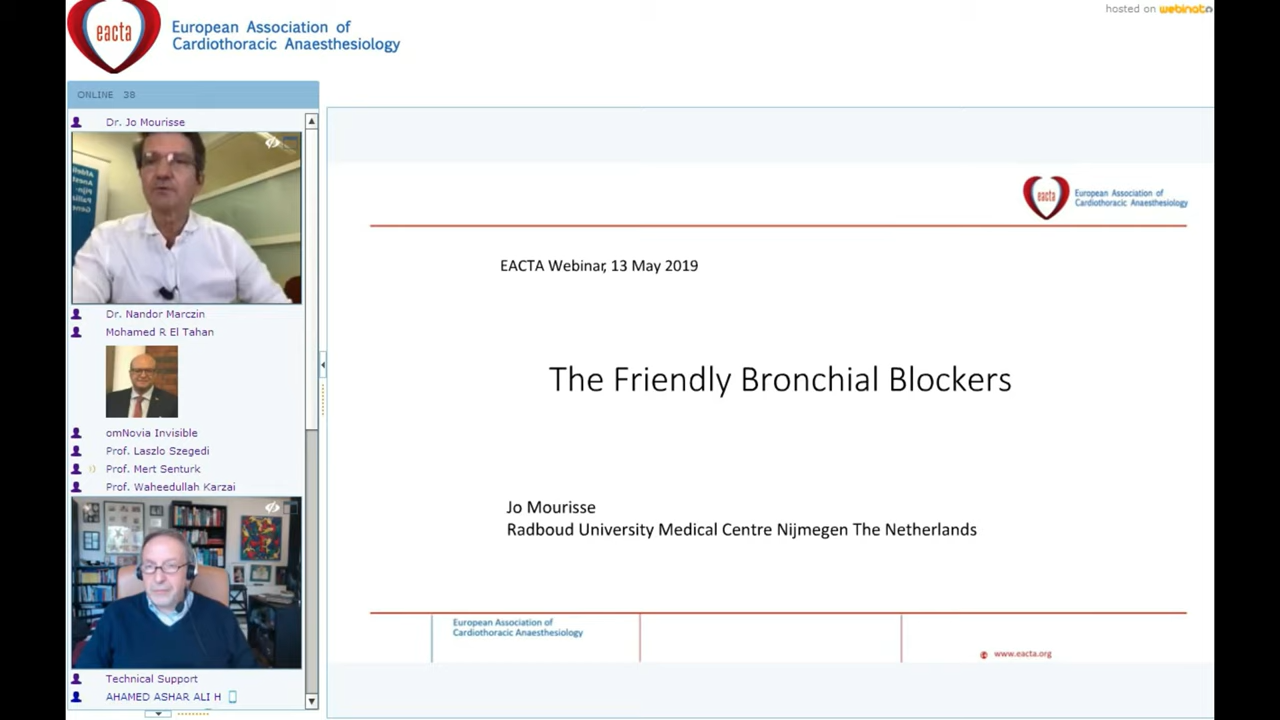 hosted on webinato
eacta
European Association of
Cardiothoracic Anaesthesiology
ONLINE 38
Dr. Jo Mourisse
Dr. Nandor Marczin
Mohamed R El Tahan
omNovia Invisible
Prof. Laszlo Szegedi
Prof. Mert Senturk
Prof. Waheedullah Karzai
Technical Support
AHAMED ASHAR ALI H
eacta
European Association of
Cardiothoracic Anaesthesiology
EACTA Webinar, 13 May 2019
The Friendly Bronchial Blockers
Jo Mourisse
Radboud University Medical Centre Nijmegen The Netherlands
European Association of
Cardiothoracic Anaesthesiology
www.eacta.org